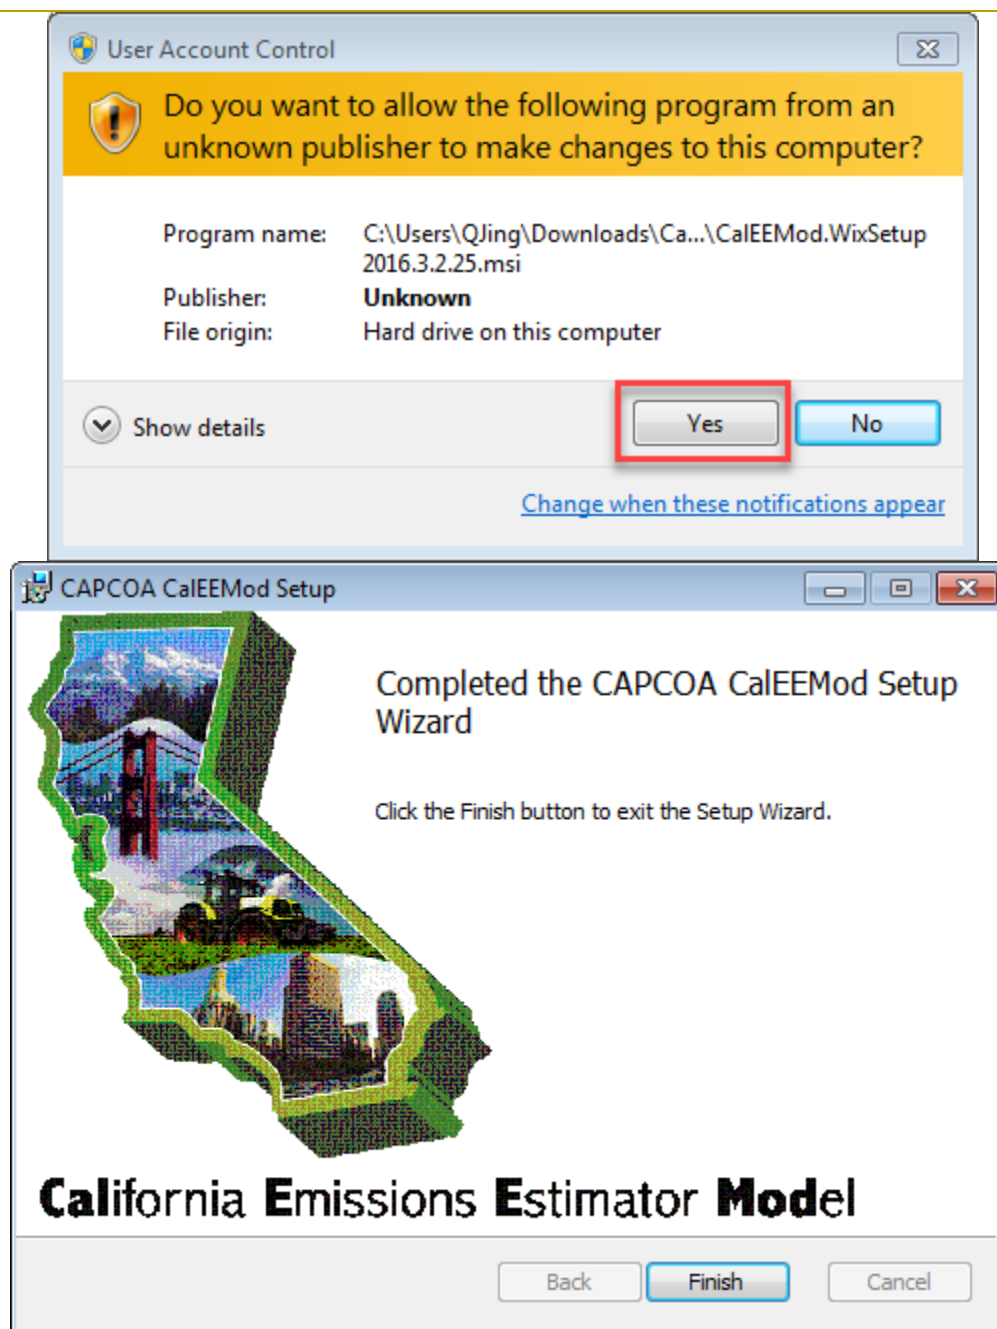 User Account Control
Do you want to allow the following program from an
unknown publisher to make changes to this computer?
Program name: C:\Users\QJing\Downloads\Ca...\CalEEMod.WixSetup
2016.3.2.25.msi
Publisher: Unknown
File origin: Hard drive on this computer
Show details
Yes No
Change when these notifications appear
CAPCOA CalEEMod Setup
Completed the CAPCOA CalEEMod Setup
Wizard
Click the Finish button to exit the Setup Wizard.
California Emissions Estimator Model
Back Finish Cancel